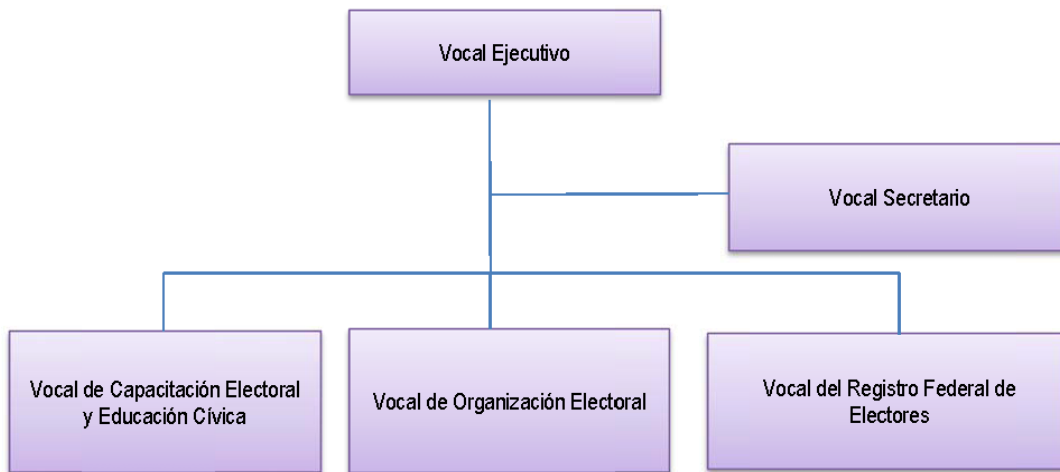 Vocal Ejecutivo
Vocal Secretario
Vocal de Capacitación Electoral
y Educación Cívica
Vocal de Organización Electoral
Vocal del Registro Federal de
Electores